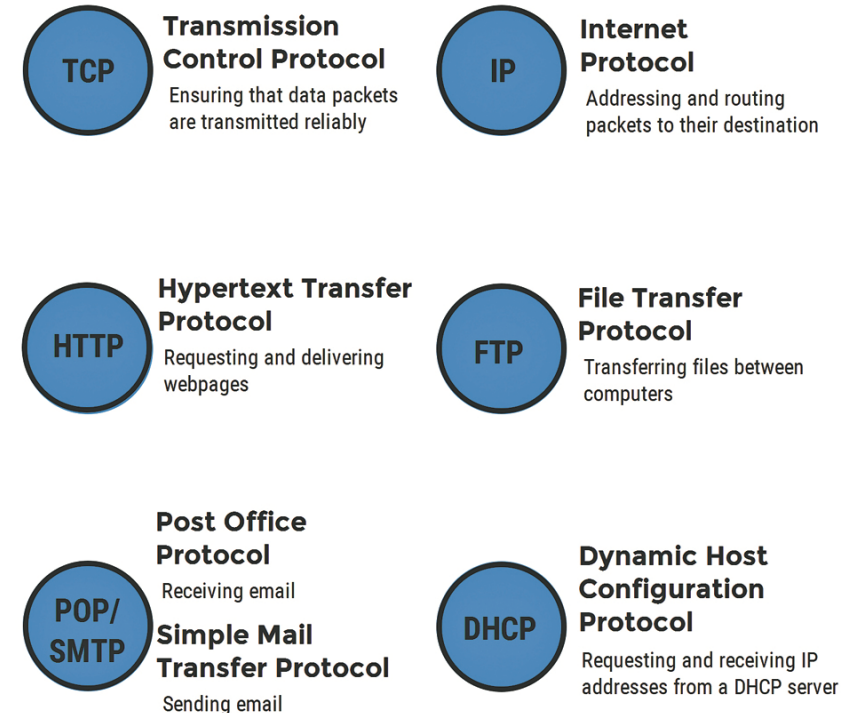 TCP
Transmission
Control Protocol
Ensuring that data packets
are transmitted reliably
IP
Internet
Protocol
Addressing and routing
packets to their destination
HTTP
Hypertext Transfer
Protocol
Requesting and delivering
webpages
FTP
File Transfer
Protocol
Transferring files between
computers
POP/
SMTP
Post Office
Protocol
Receiving email
Simple Mail
Transfer Protocol
Sending email
DHCP
Dynamic Host
Configuration
Protocol
Requesting and receiving IP
addresses from a DHCP server